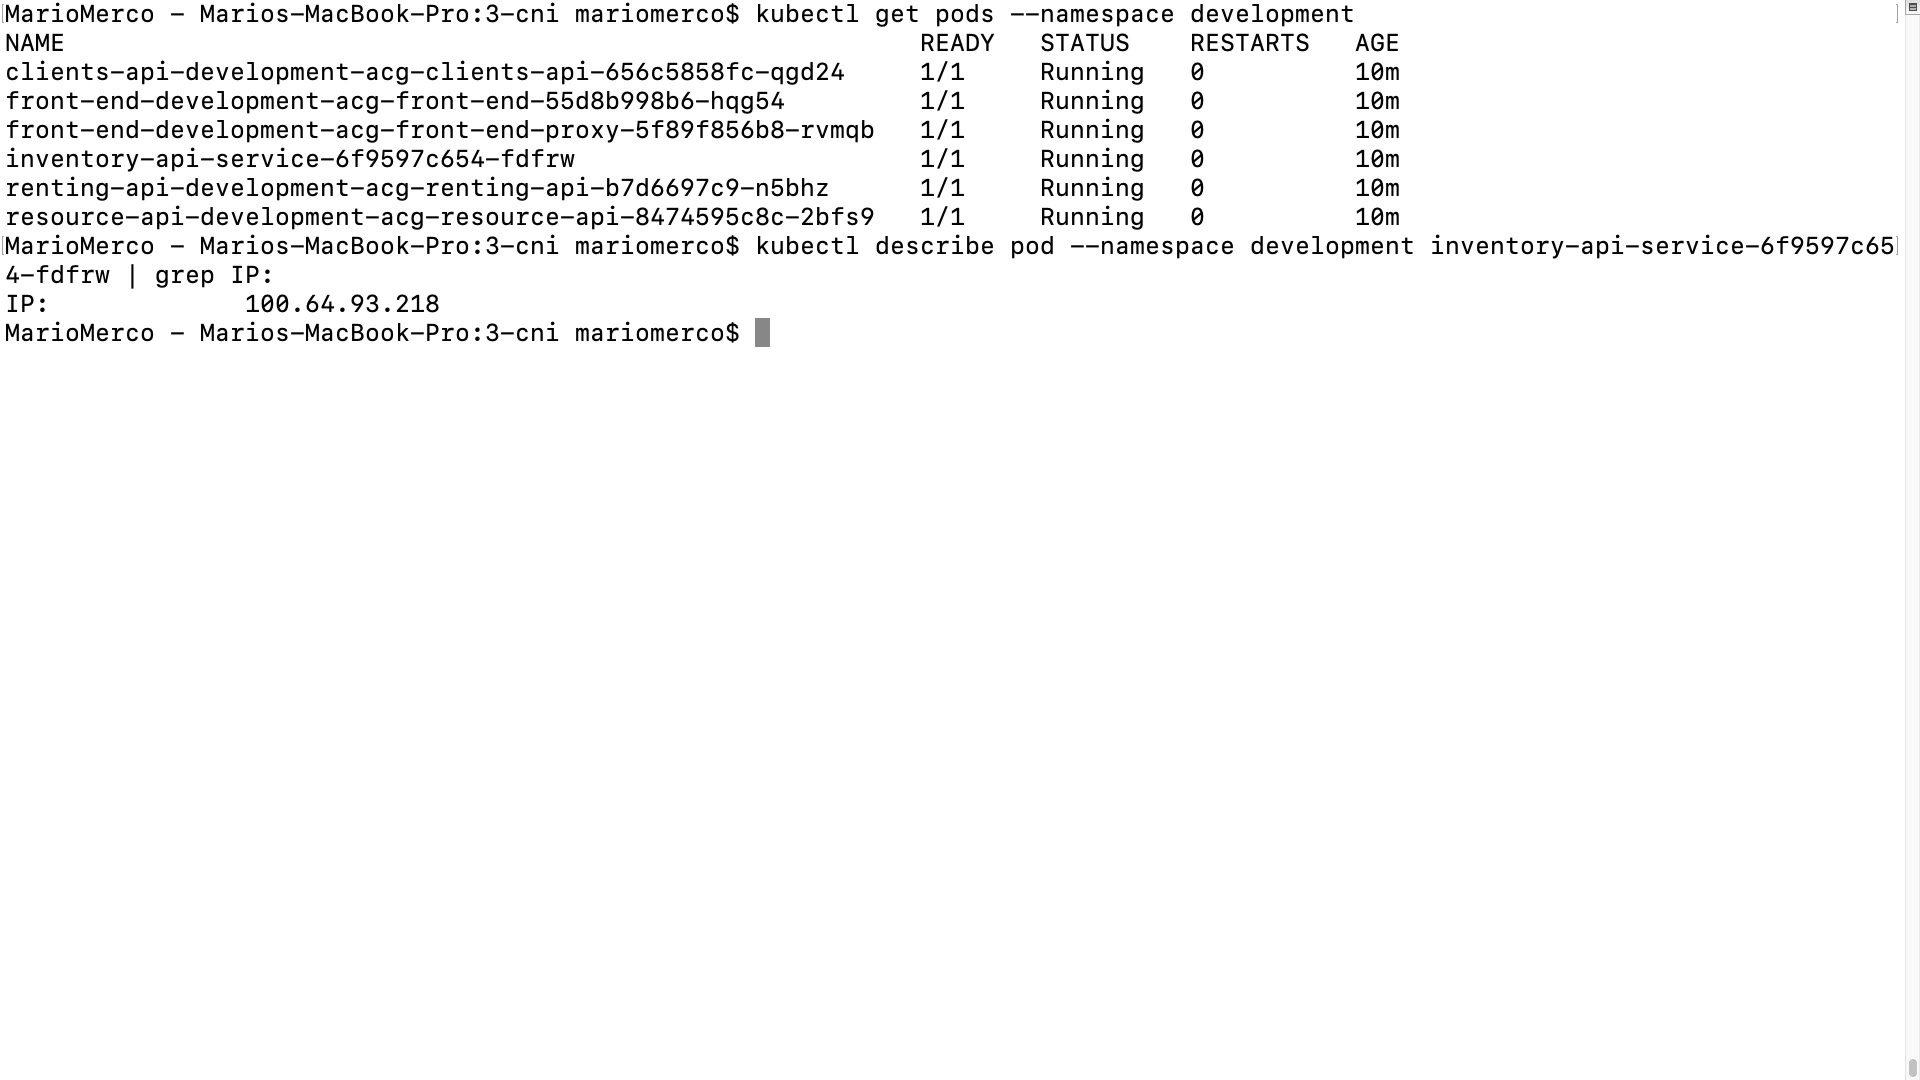 MarioMerco - Marios-MacBook-Pro:3-cni mariomerco$ kubectl get pods --namespace development
NAME READY STATUS RESTARTS AGE
clients-api-development-acg-clients-api-656c5858fc-qgd24 1/1 Running 0 10m
front-end-development-acg-front-end-55d8b998b6-hqg54 1/1 Running 0 10m
front-end-development-acg-front-end-proxy-5f89f856b8-rvmqb 1/1 Running 0 10m
inventory-api-service-6f9597c654-fdfrw 1/1 Running 0 10m
renting-api-development-acg-renting-api-b7d6697c9-n5bhz 1/1 Running 0 10m
resource-api-development-acg-resource-api-8474595c8c-2bfs9 1/1 Running 0 10m
MarioMerco - Marios-MacBook-Pro:3-cni mariomerco$ kubectl describe pod --namespace development inventory-api-service-6f9597c65
4-fdfrw | grep IP:
IP: 100.64.93.218
MarioMerco - Marios-MacBook-Pro:3-cni mariomerco$